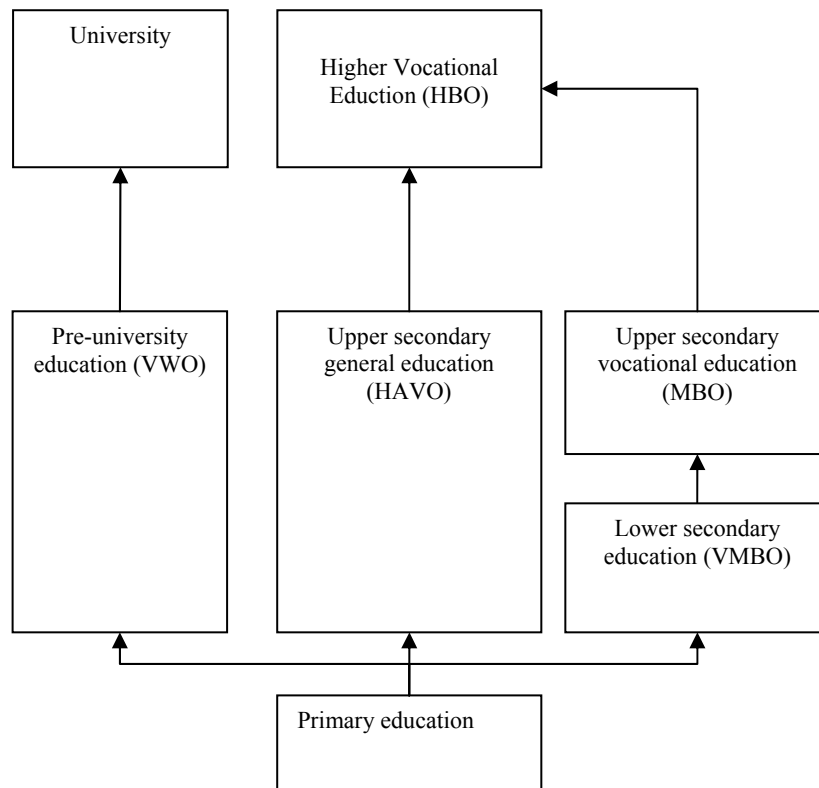 University
Higher Vocational
Eduction (HBO)
Pre-university
education (VWO)
Upper secondary
general education
(HAVO)
Upper secondary
vocational education
(MBO)
Lower secondary
education (VMBO)
Primary education